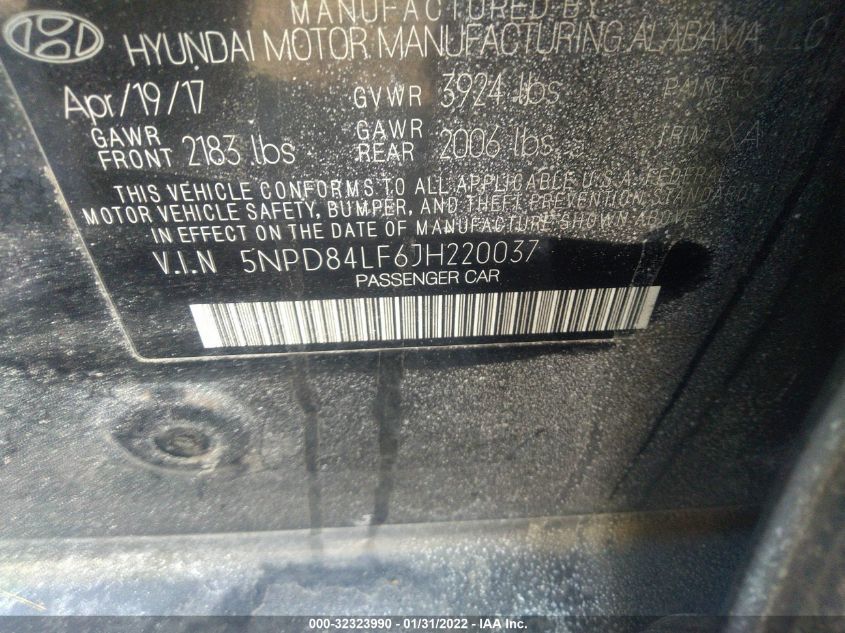 MANUFACTURED BY
HYUNDAI MOTOR MANUFACTURING ALABAMA, LLC
Apr/19/17 GVWR 3924 lbs PAINT
GAWR FRONT 2183 lbs GAWR REAR 2006 lbs TRIM XA
THIS VEHICLE CONFORMS TO ALL APPLICABLE U.S.A. FEDERAL
MOTOR VEHICLE SAFETY, BUMPER, AND THEFT PREVENTION STANDARDS
IN EFFECT ON THE DATE OF MANUFACTURE SHOWN ABOVE.
V.I.N 5NPD84LF6JH220037
PASSENGER CAR
000-32323990 - 01/31/2022 - IAA Inc.